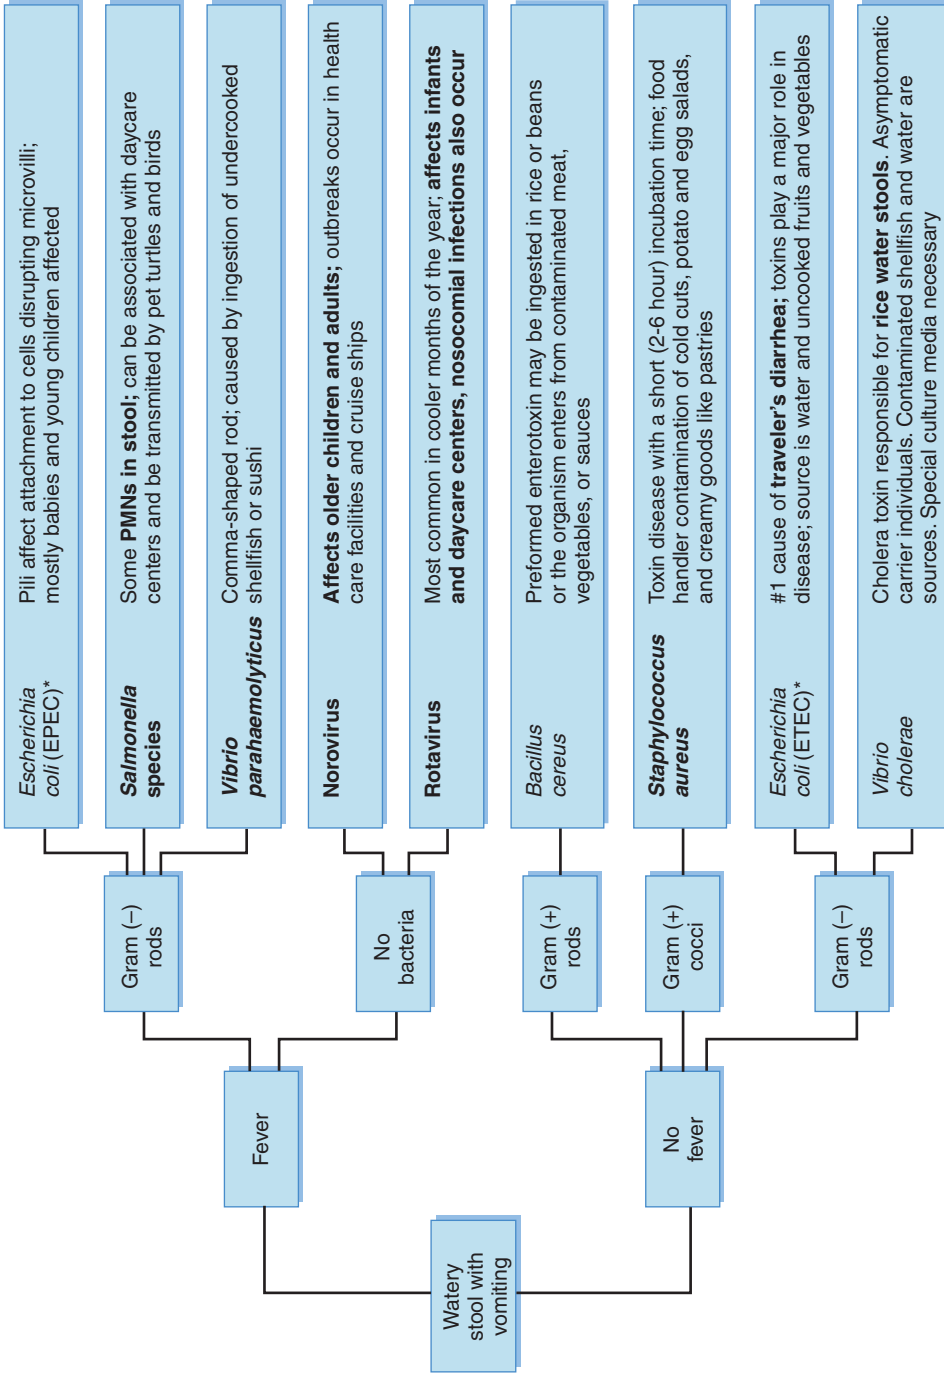 Watery
stool with
vomiting
Fever
No
fever
Gram (–)
rods
No
bacteria
Gram (+)
rods
Gram (+)
cocci
Gram (–)
rods
Escherichia
coli (EPEC)*
Pili affect attachment to cells disrupting microvilli;
mostly babies and young children affected
Salmonella
species
Some PMNs in stool; can be associated with daycare
centers and be transmitted by pet turtles and birds
Vibrio
parahaemolyticus
Comma-shaped rod; caused by ingestion of undercooked
shellfish or sushi
Norovirus
Affects older children and adults; outbreaks occur in health
care facilities and cruise ships
Rotavirus
Most common in cooler months of the year; affects infants
and daycare centers, nosocomial infections also occur
Bacillus
cereus
Preformed enterotoxin may be ingested in rice or beans
or the organism enters from contaminated meat,
vegetables, or sauces
Staphylococcus
aureus
Toxin disease with a short (2-6 hour) incubation time; food
handler contamination of cold cuts, potato and egg salads,
and creamy goods like pastries
Escherichia
coli (ETEC)*
#1 cause of traveler's diarrhea; toxins play a major role in
disease; source is water and uncooked fruits and vegetables
Vibrio
cholerae
Cholera toxin responsible for rice water stools. Asymptomatic
carrier individuals. Contaminated shellfish and water are
sources. Special culture media necessary